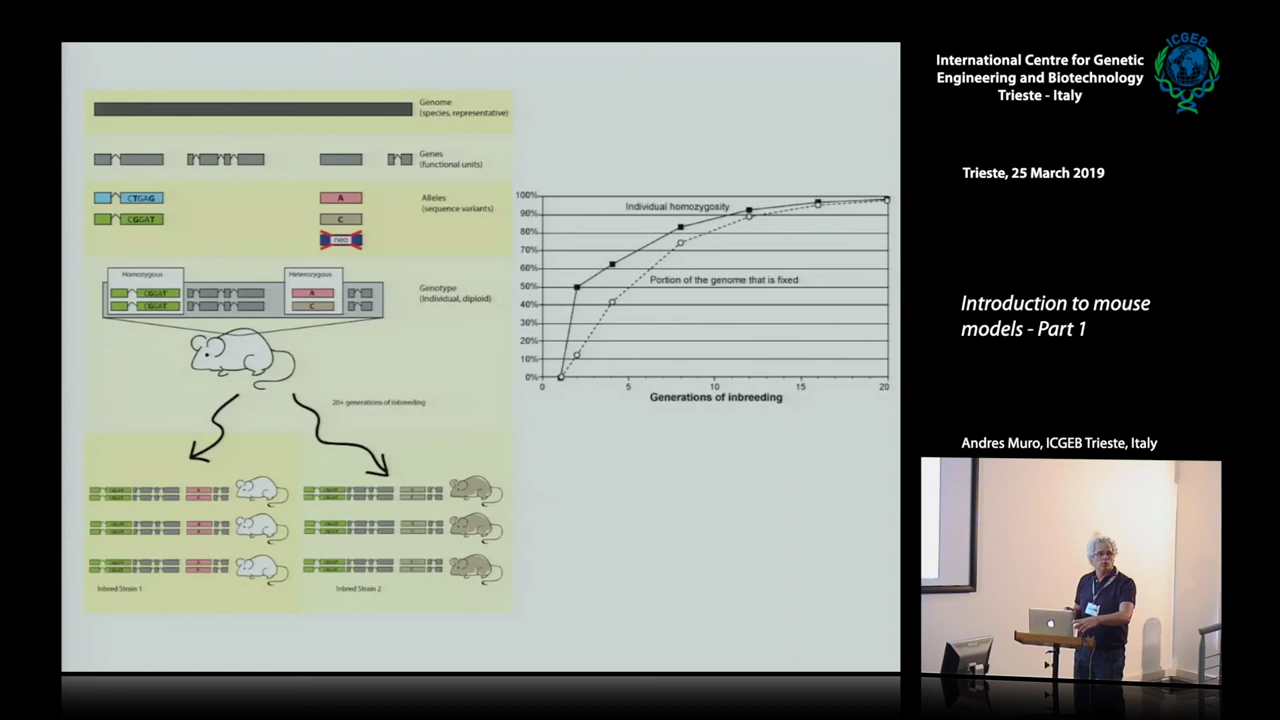 Genome
(species, representative)
Genes
(functional units)
CTGAG
A
Alleles
(sequence variants)
CGGAT
C
neo
Homozygous
Heterozygous
CGGAT
A
Genotype
(Individual, diploid)
CGGAT
C
20+ generations of inbreeding
Inbred Strain 1
Inbred Strain 2
100%
90%
80%
70%
60%
50%
40%
30%
20%
10%
0%
Individual homozygosity
Portion of the genome that is fixed
0
5
10
15
20
Generations of inbreeding
ICGEB
International Centre for Genetic
Engineering and Biotechnology
Trieste - Italy
Trieste, 25 March 2019
Introduction to mouse
models - Part 1
Andres Muro, ICGEB Trieste, Italy